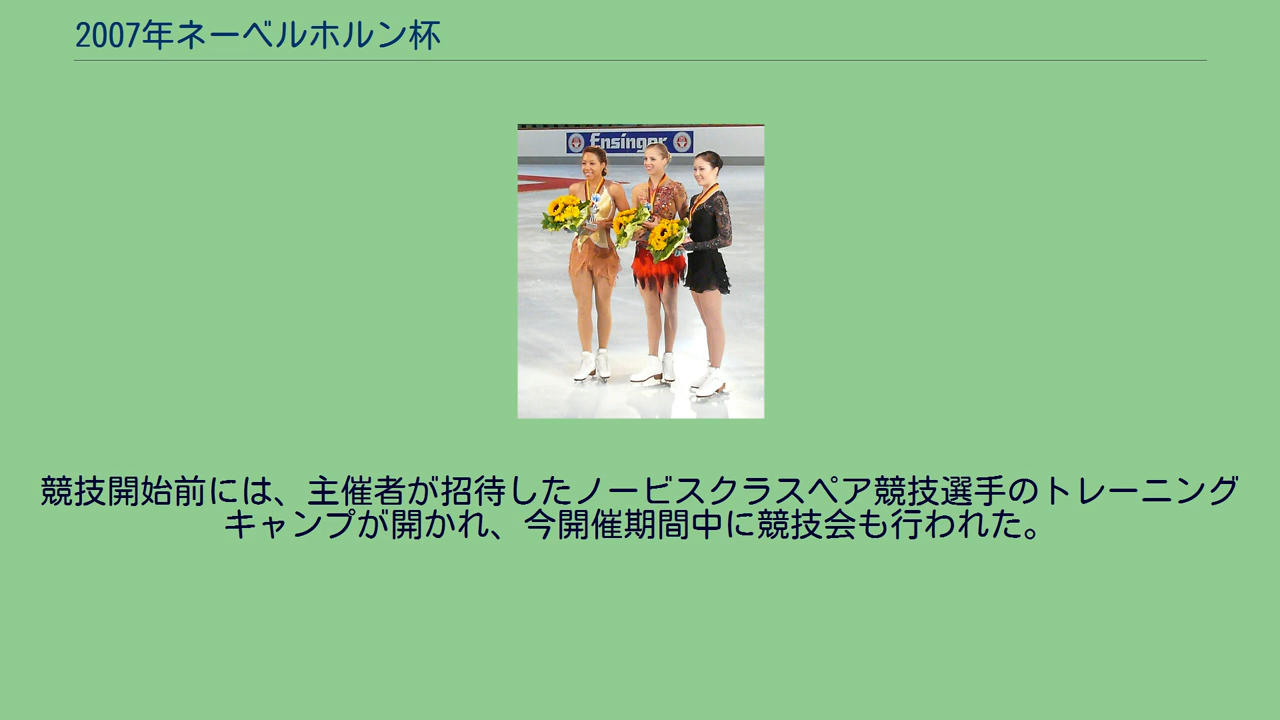 2007年ネーベルホルン杯
Ensinger
競技開始前には、主催者が招待したノービスクラスペア競技選手のトレーニング
キャンプが開かれ、今開催期間中に競技会も行われた。